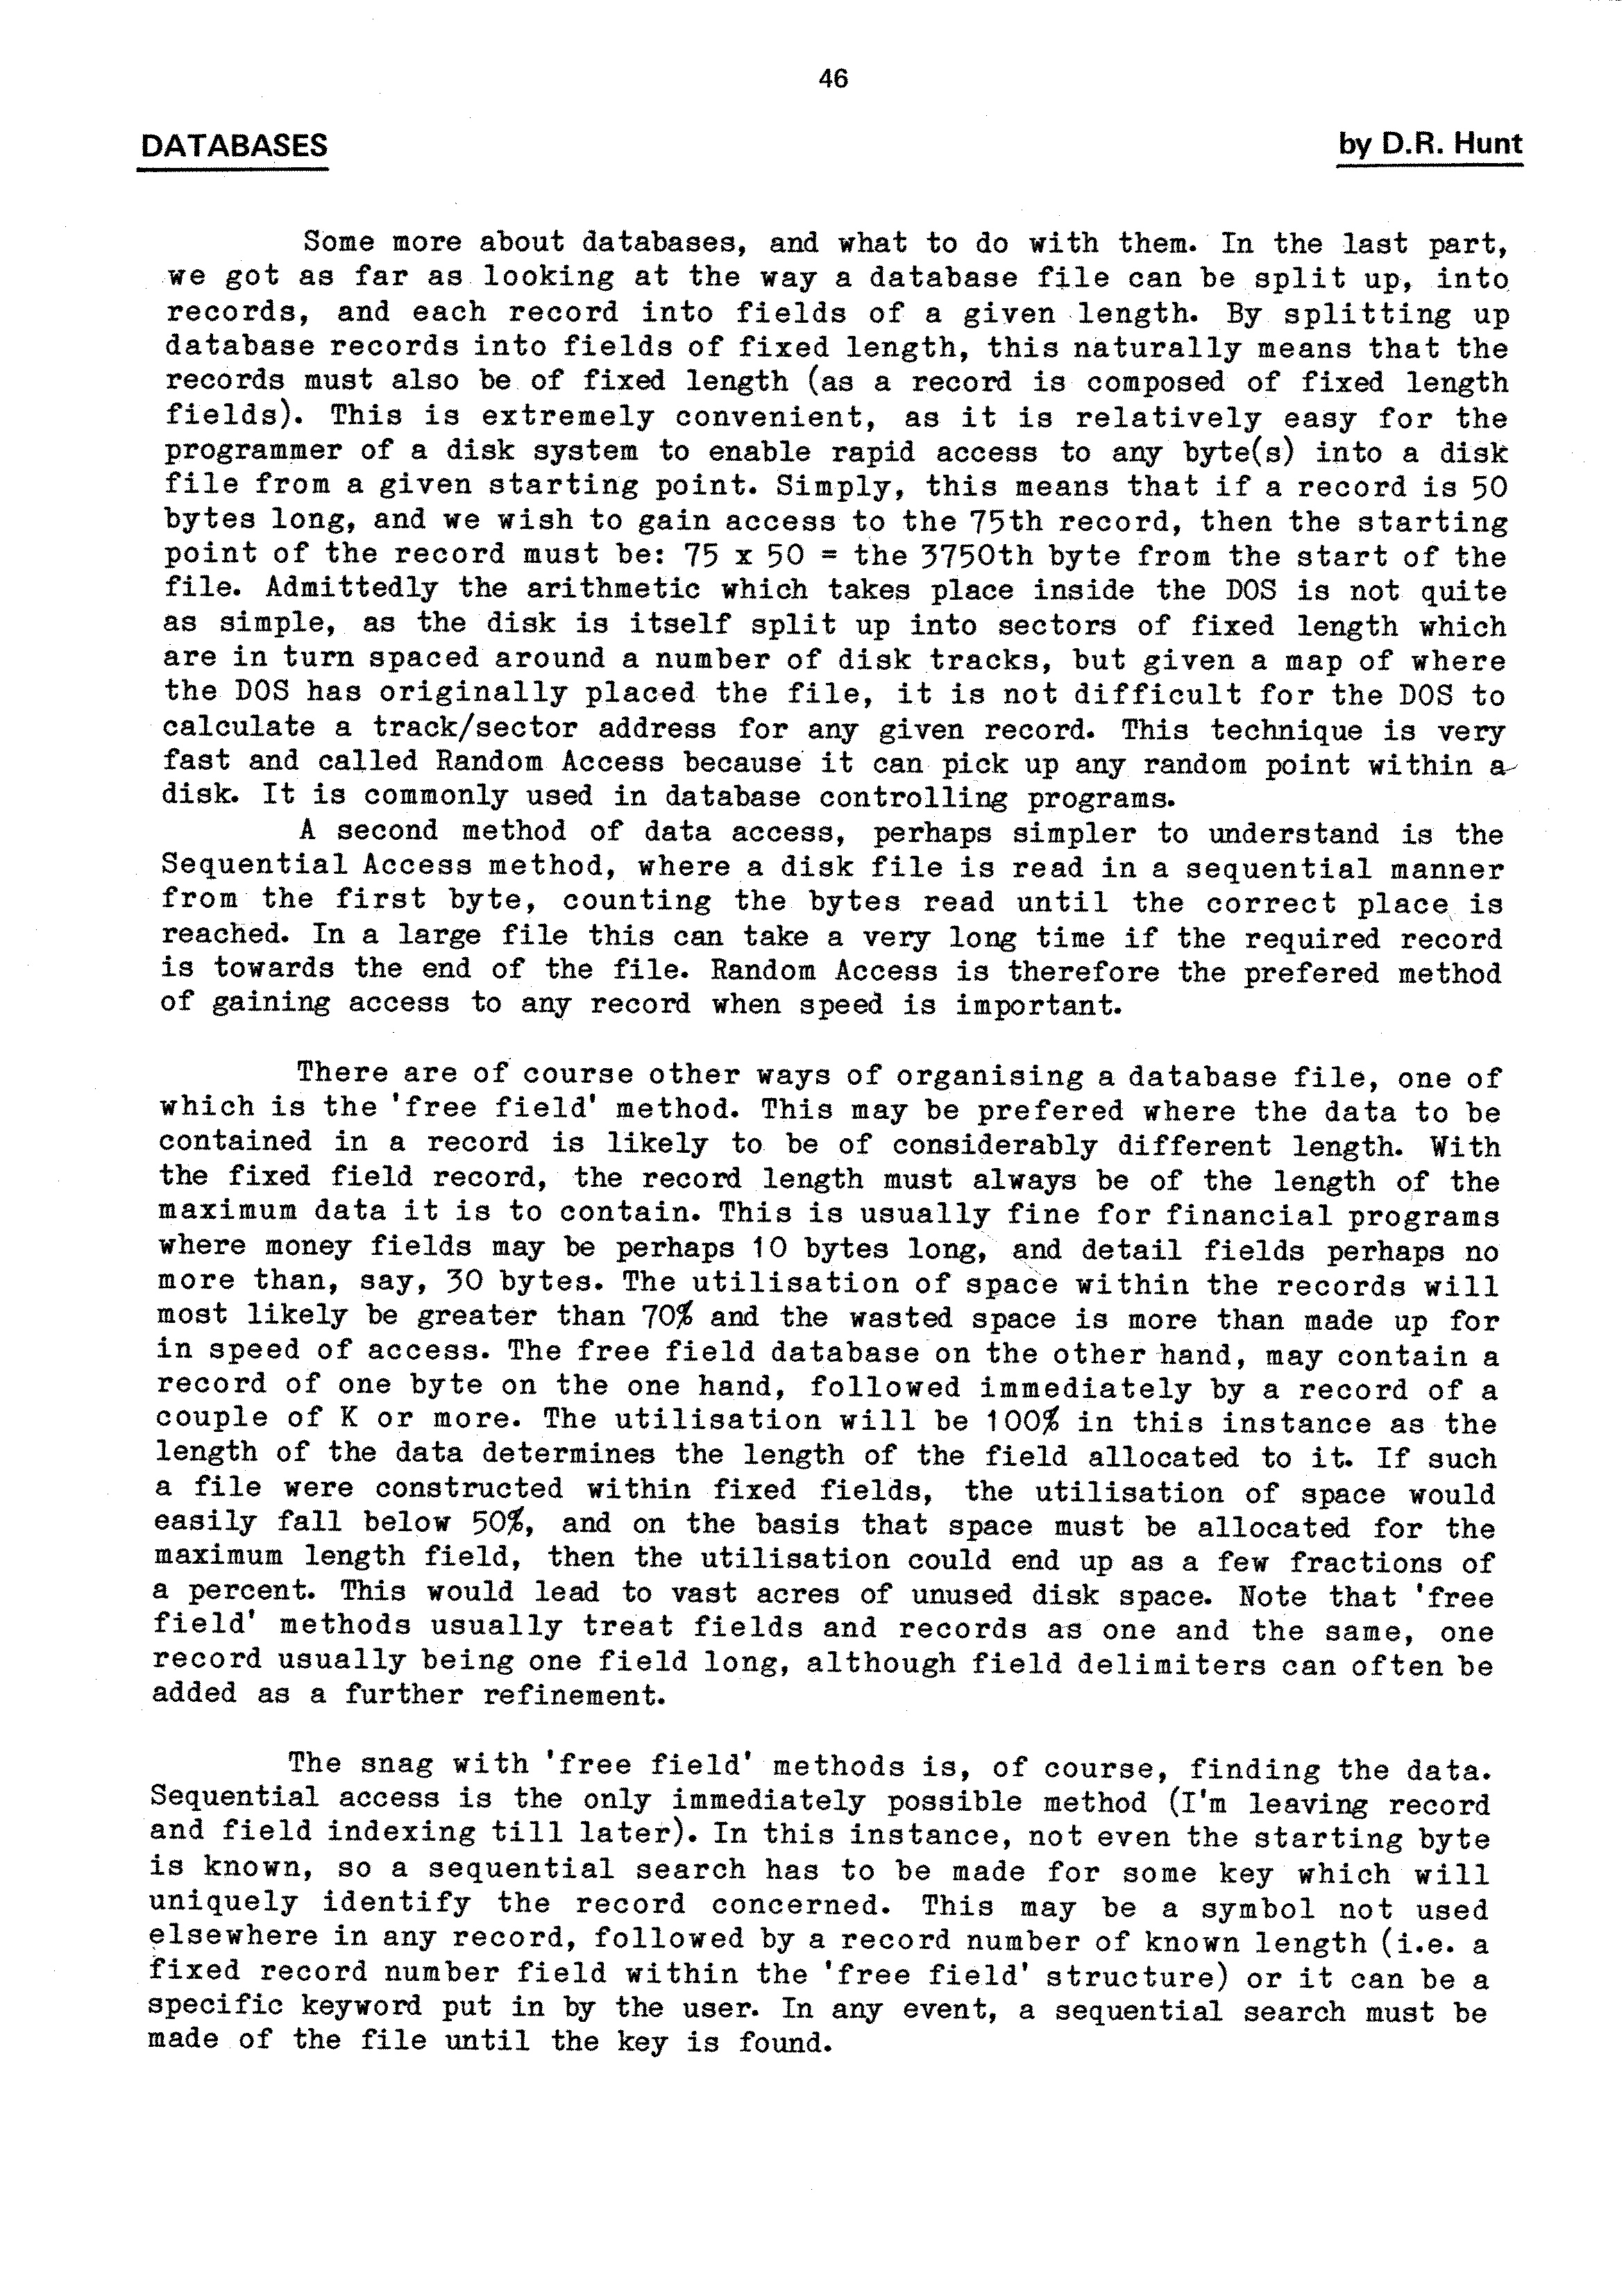 46
DATABASES
by D.R. Hunt
Some more about databases, and what to do with them. In the last part,
we got as far as looking at the way a database file can be split up, into
records, and each record into fields of a given length. By splitting up
database records into fields of fixed length, this naturally means that the
records must also be of fixed length (as a record is composed of fixed length
fields). This is extremely convenient, as it is relatively easy for the
programmer of a disk system to enable rapid access to any byte(s) into a disk
file from a given starting point. Simply, this means that if a record is 50
bytes long, and we wish to gain access to the 75th record, then the starting
point of the record must be: 75 x 50 = the 3750th byte from the start of the
file. Admittedly the arithmetic which takes place inside the DOS is not quite
as simple, as the disk is itself split up into sectors of fixed length which
are in turn spaced around a number of disk tracks, but given a map of where
the DOS has originally placed the file, it is not difficult for the DOS to
calculate a track/sector address for any given record. This technique is very
fast and called Random Access because it can pick up any random point within a
disk. It is commonly used in database controlling programs.
A second method of data access, perhaps simpler to understand is the
Sequential Access method, where a disk file is read in a sequential manner
from the first byte, counting the bytes read until the correct place is
reached. In a large file this can take a very long time if the required record
is towards the end of the file. Random Access is therefore the prefered method
of gaining access to any record when speed is important.
There are of course other ways of organising a database file, one of
which is the 'free field' method. This may be prefered where the data to be
contained in a record is likely to be of considerably different length. With
the fixed field record, the record length must always be of the length of the
maximum data it is to contain. This is usually fine for financial programs
where money fields may be perhaps 10 bytes long, and detail fields perhaps no
more than, say, 30 bytes. The utilisation of space within the records will
most likely be greater than 70% and the wasted space is more than made up for
in speed of access. The free field database on the other hand, may contain a
record of one byte on the one hand, followed immediately by a record of a
couple of K or more. The utilisation will be 100% in this instance as the
length of the data determines the length of the field allocated to it. If such
a file were constructed within fixed fields, the utilisation of space would
easily fall below 50%, and on the basis that space must be allocated for the
maximum length field, then the utilisation could end up as a few fractions of
a percent. This would lead to vast acres of unused disk space. Note that 'free
field' methods usually treat fields and records as one and the same, one
record usually being one field long, although field delimiters can often be
added as a further refinement.
The snag with 'free field' methods is, of course, finding the data.
Sequential access is the only immediately possible method (I'm leaving record
and field indexing till later). In this instance, not even the starting byte
is known, so a sequential search has to be made for some key which will
uniquely identify the record concerned. This may be a symbol not used
elsewhere in any record, followed by a record number of known length (i.e. a
fixed record number field within the 'free field' structure) or it can be a
specific keyword put in by the user. In any event, a sequential search must be
made of the file until the key is found.